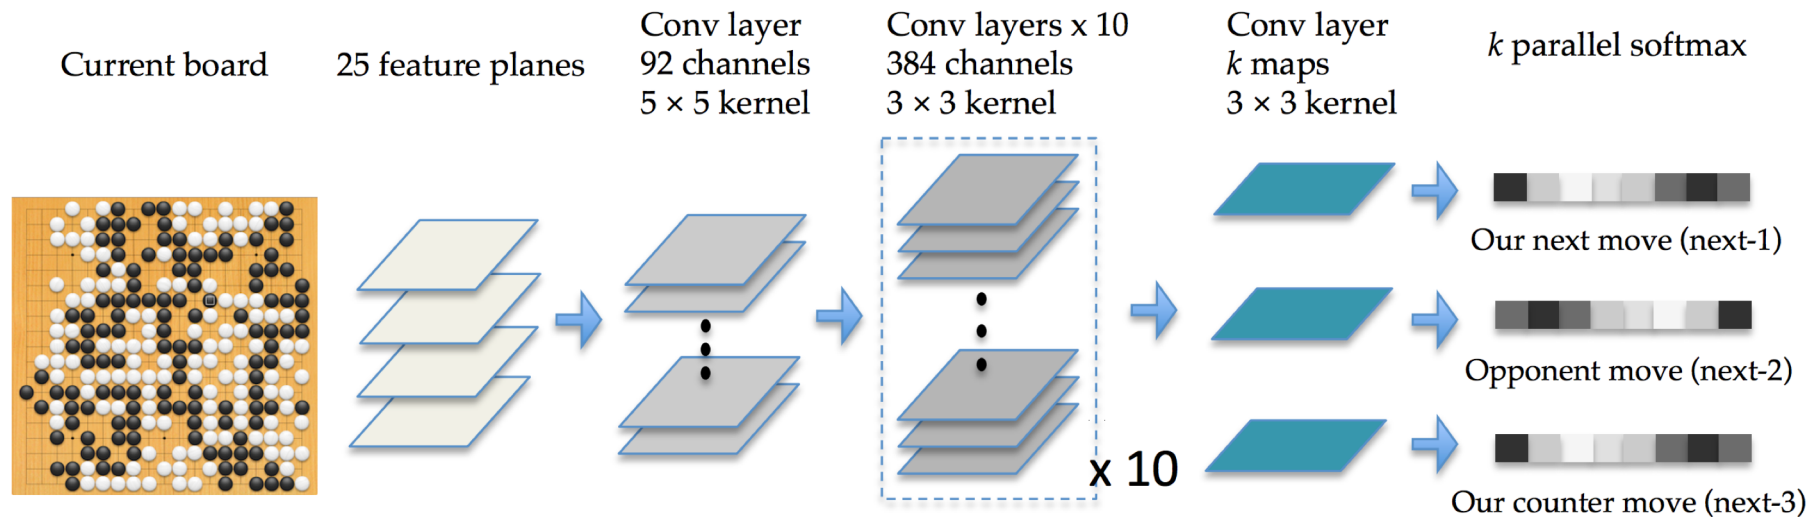 Current board
25 feature planes
Conv layer
92 channels
5 × 5 kernel
Conv layers x 10
384 channels
3 × 3 kernel
Conv layer
k maps
3 × 3 kernel
k parallel softmax
x 10
Our next move (next-1)
Opponent move (next-2)
Our counter move (next-3)